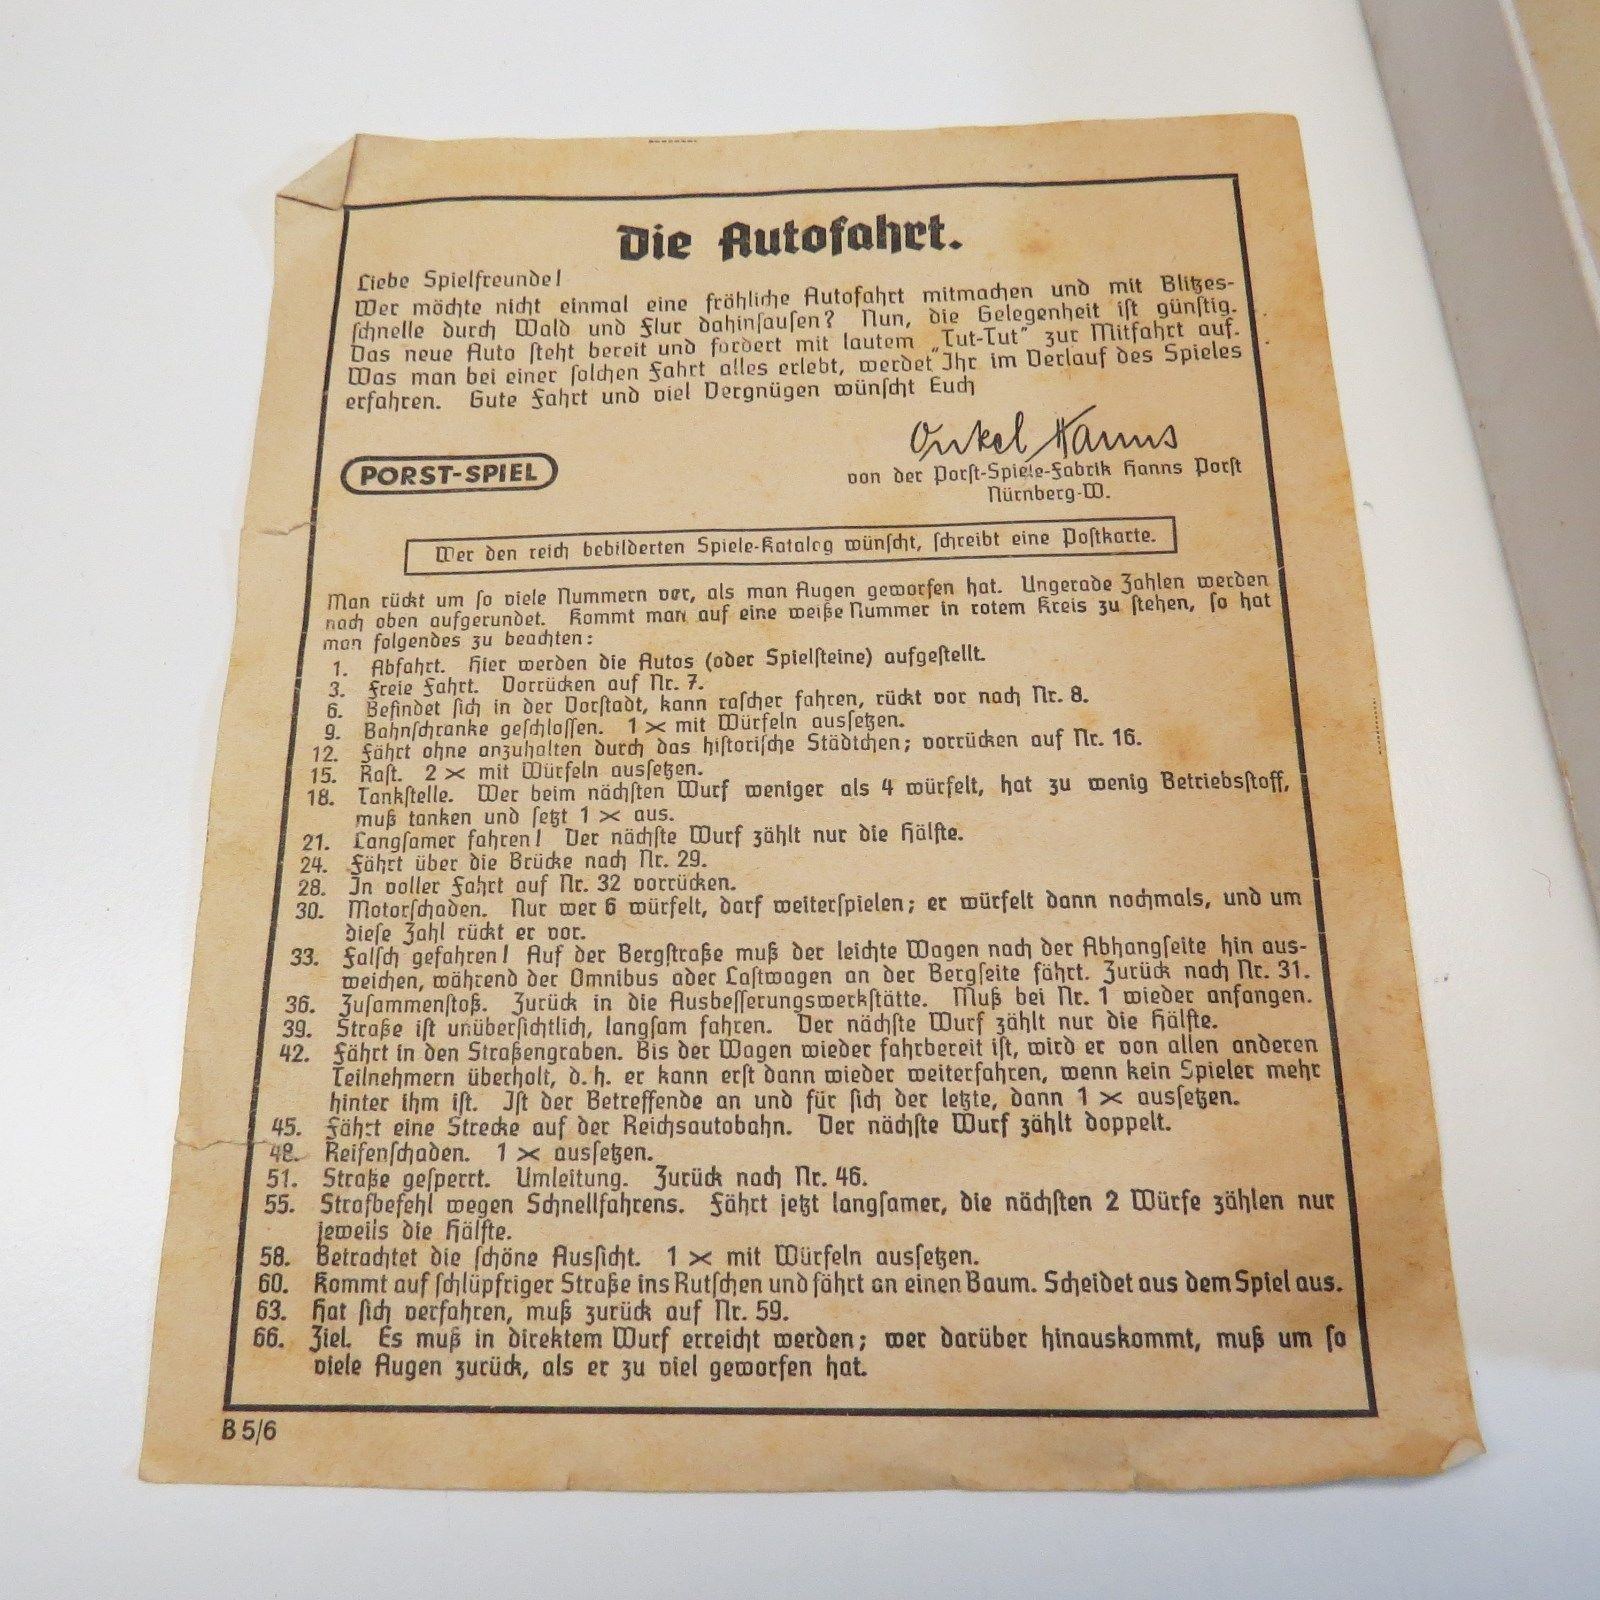 Die Autofahrt.
Liebe Spielfreunde!
Wer möchte nicht einmal eine fröhliche Autofahrt mitmachen und mit Blitzes-
schnelle durch Wald und Flur dahinsausen? Nun, die Gelegenheit ist günstig.
Das neue Auto steht bereit und fordert mit lautem „Tut-Tut" zur Mitfahrt auf.
Was man bei einer solchen Fahrt alles erlebt, werdet Ihr im Verlauf des Spieles
erfahren. Gute Fahrt und viel Vergnügen wünscht Euch
Onkel Hanns
PORST-SPIEL
von der Porst-Spiele-Fabrik Hanns Porst
Nürnberg-W.
Wer den reich bebilderten Spiele-Katalog wünscht, schreibt eine Postkarte.
Man rückt um so viele Nummern vor, als man Augen geworfen hat. Ungerade Zahlen werden
nach oben aufgerundet. Kommt man auf eine weiße Nummer in rotem Kreis zu stehen, so hat
man folgendes zu beachten:
1. Abfahrt. Hier werden die Autos (oder Spielsteine) aufgestellt.
3. Freie Fahrt. Vorrücken auf Nr. 7.
6. Befindet sich in der Vorstadt, kann rascher fahren, rückt vor nach Nr. 8.
9. Bahnschranke geschlossen. 1 × mit Würfeln aussetzen.
12. Fährt ohne anzuhalten durch das historische Städtchen; vorrücken auf Nr. 16.
15. Rast. 2 × mit Würfeln aussetzen.
18. Tankstelle. Wer beim nächsten Wurf weniger als 4 würfelt, hat zu wenig Betriebsstoff,
muß tanken und setzt 1 × aus.
21. Langsamer fahren! Der nächste Wurf zählt nur die Hälfte.
24. Fährt über die Brücke nach Nr. 29.
28. In voller Fahrt auf Nr. 32 vorrücken.
30. Motorschaden. Nur wer 6 würfelt, darf weiterspielen; er würfelt dann nochmals, und um
diese Zahl rückt er vor.
33. Falsch gefahren! Auf der Bergstraße muß der leichte Wagen nach der Abhangseite hin aus-
weichen, während der Omnibus oder Lastwagen an der Bergseite fährt. Zurück nach Nr. 31.
36. Zusammenstoß. Zurück in die Ausbesserungswerkstätte. Muß bei Nr. 1 wieder anfangen.
39. Straße ist unübersichtlich, langsam fahren. Der nächste Wurf zählt nur die Hälfte.
42. Fährt in den Straßengraben. Bis der Wagen wieder fahrbereit ist, wird er von allen anderen
Teilnehmern überholt, d. h. er kann erst dann wieder weiterfahren, wenn kein Spieler mehr
hinter ihm ist. Ist der Betreffende an und für sich der letzte, dann 1 × aussetzen.
45. Fährt eine Strecke auf der Reichsautobahn. Der nächste Wurf zählt doppelt.
48. Reifenschaden. 1 × aussetzen.
51. Straße gesperrt. Umleitung. Zurück nach Nr. 46.
55. Strafbefehl wegen Schnellfahrens. Fährt jetzt langsamer, die nächsten 2 Würfe zählen nur
jeweils die Hälfte.
58. Betrachtet die schöne Aussicht. 1 × mit Würfeln aussetzen.
60. Kommt auf schlüpfriger Straße ins Rutschen und fährt an einen Baum. Scheidet aus dem Spiel aus.
63. Hat sich verfahren, muß zurück auf Nr. 59.
66. Ziel. Es muß in direktem Wurf erreicht werden; wer darüber hinauskommt, muß um so
viele Augen zurück, als er zu viel geworfen hat.
B 5/6